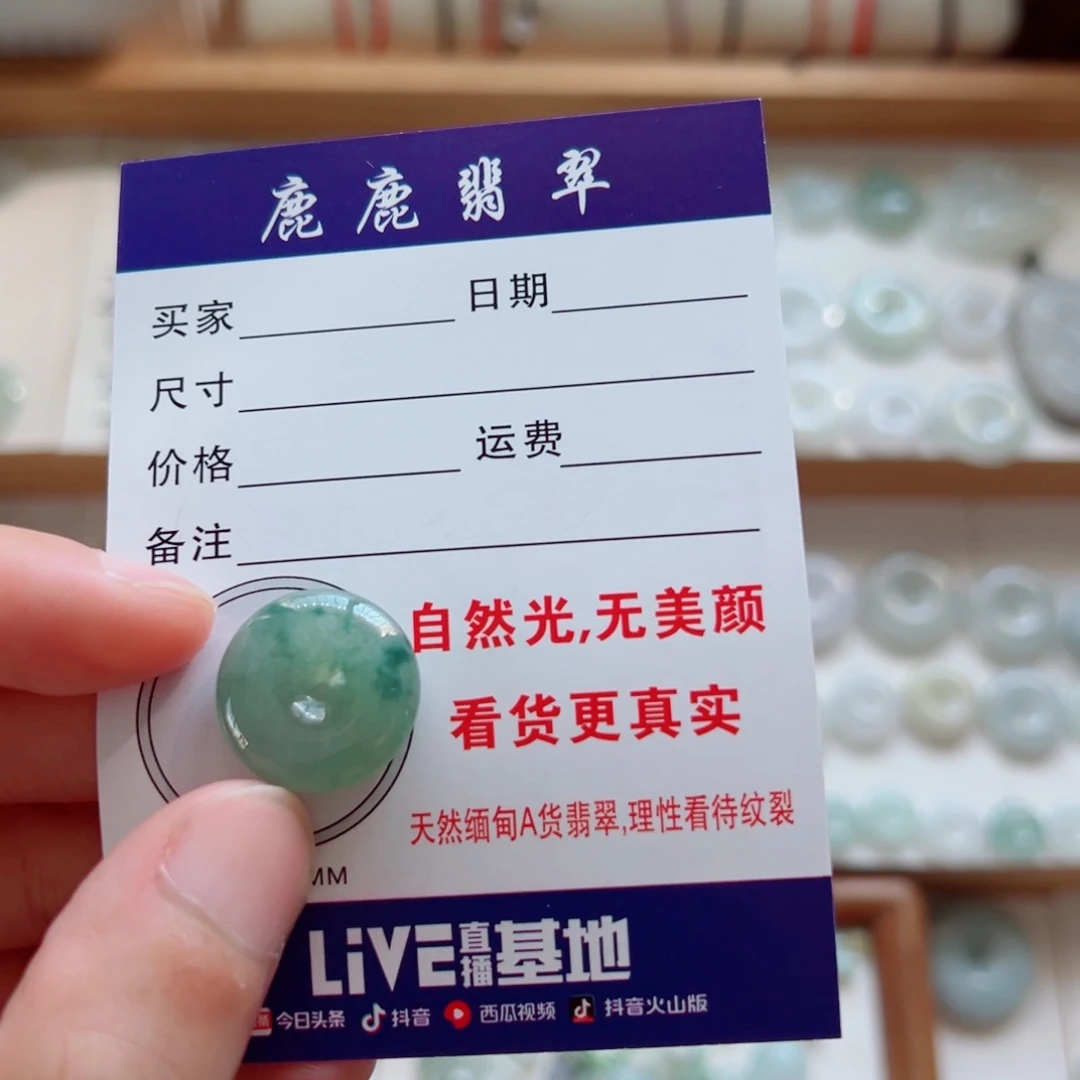 鹿鹿翡翠
买家 日期
尺寸
价格 运费
备注
自然光,无美颜
看货更真实
天然缅甸A货翡翠,理性看待纹裂
MM
LiVE直播基地
今日头条 抖音 西瓜视频 抖音火山版